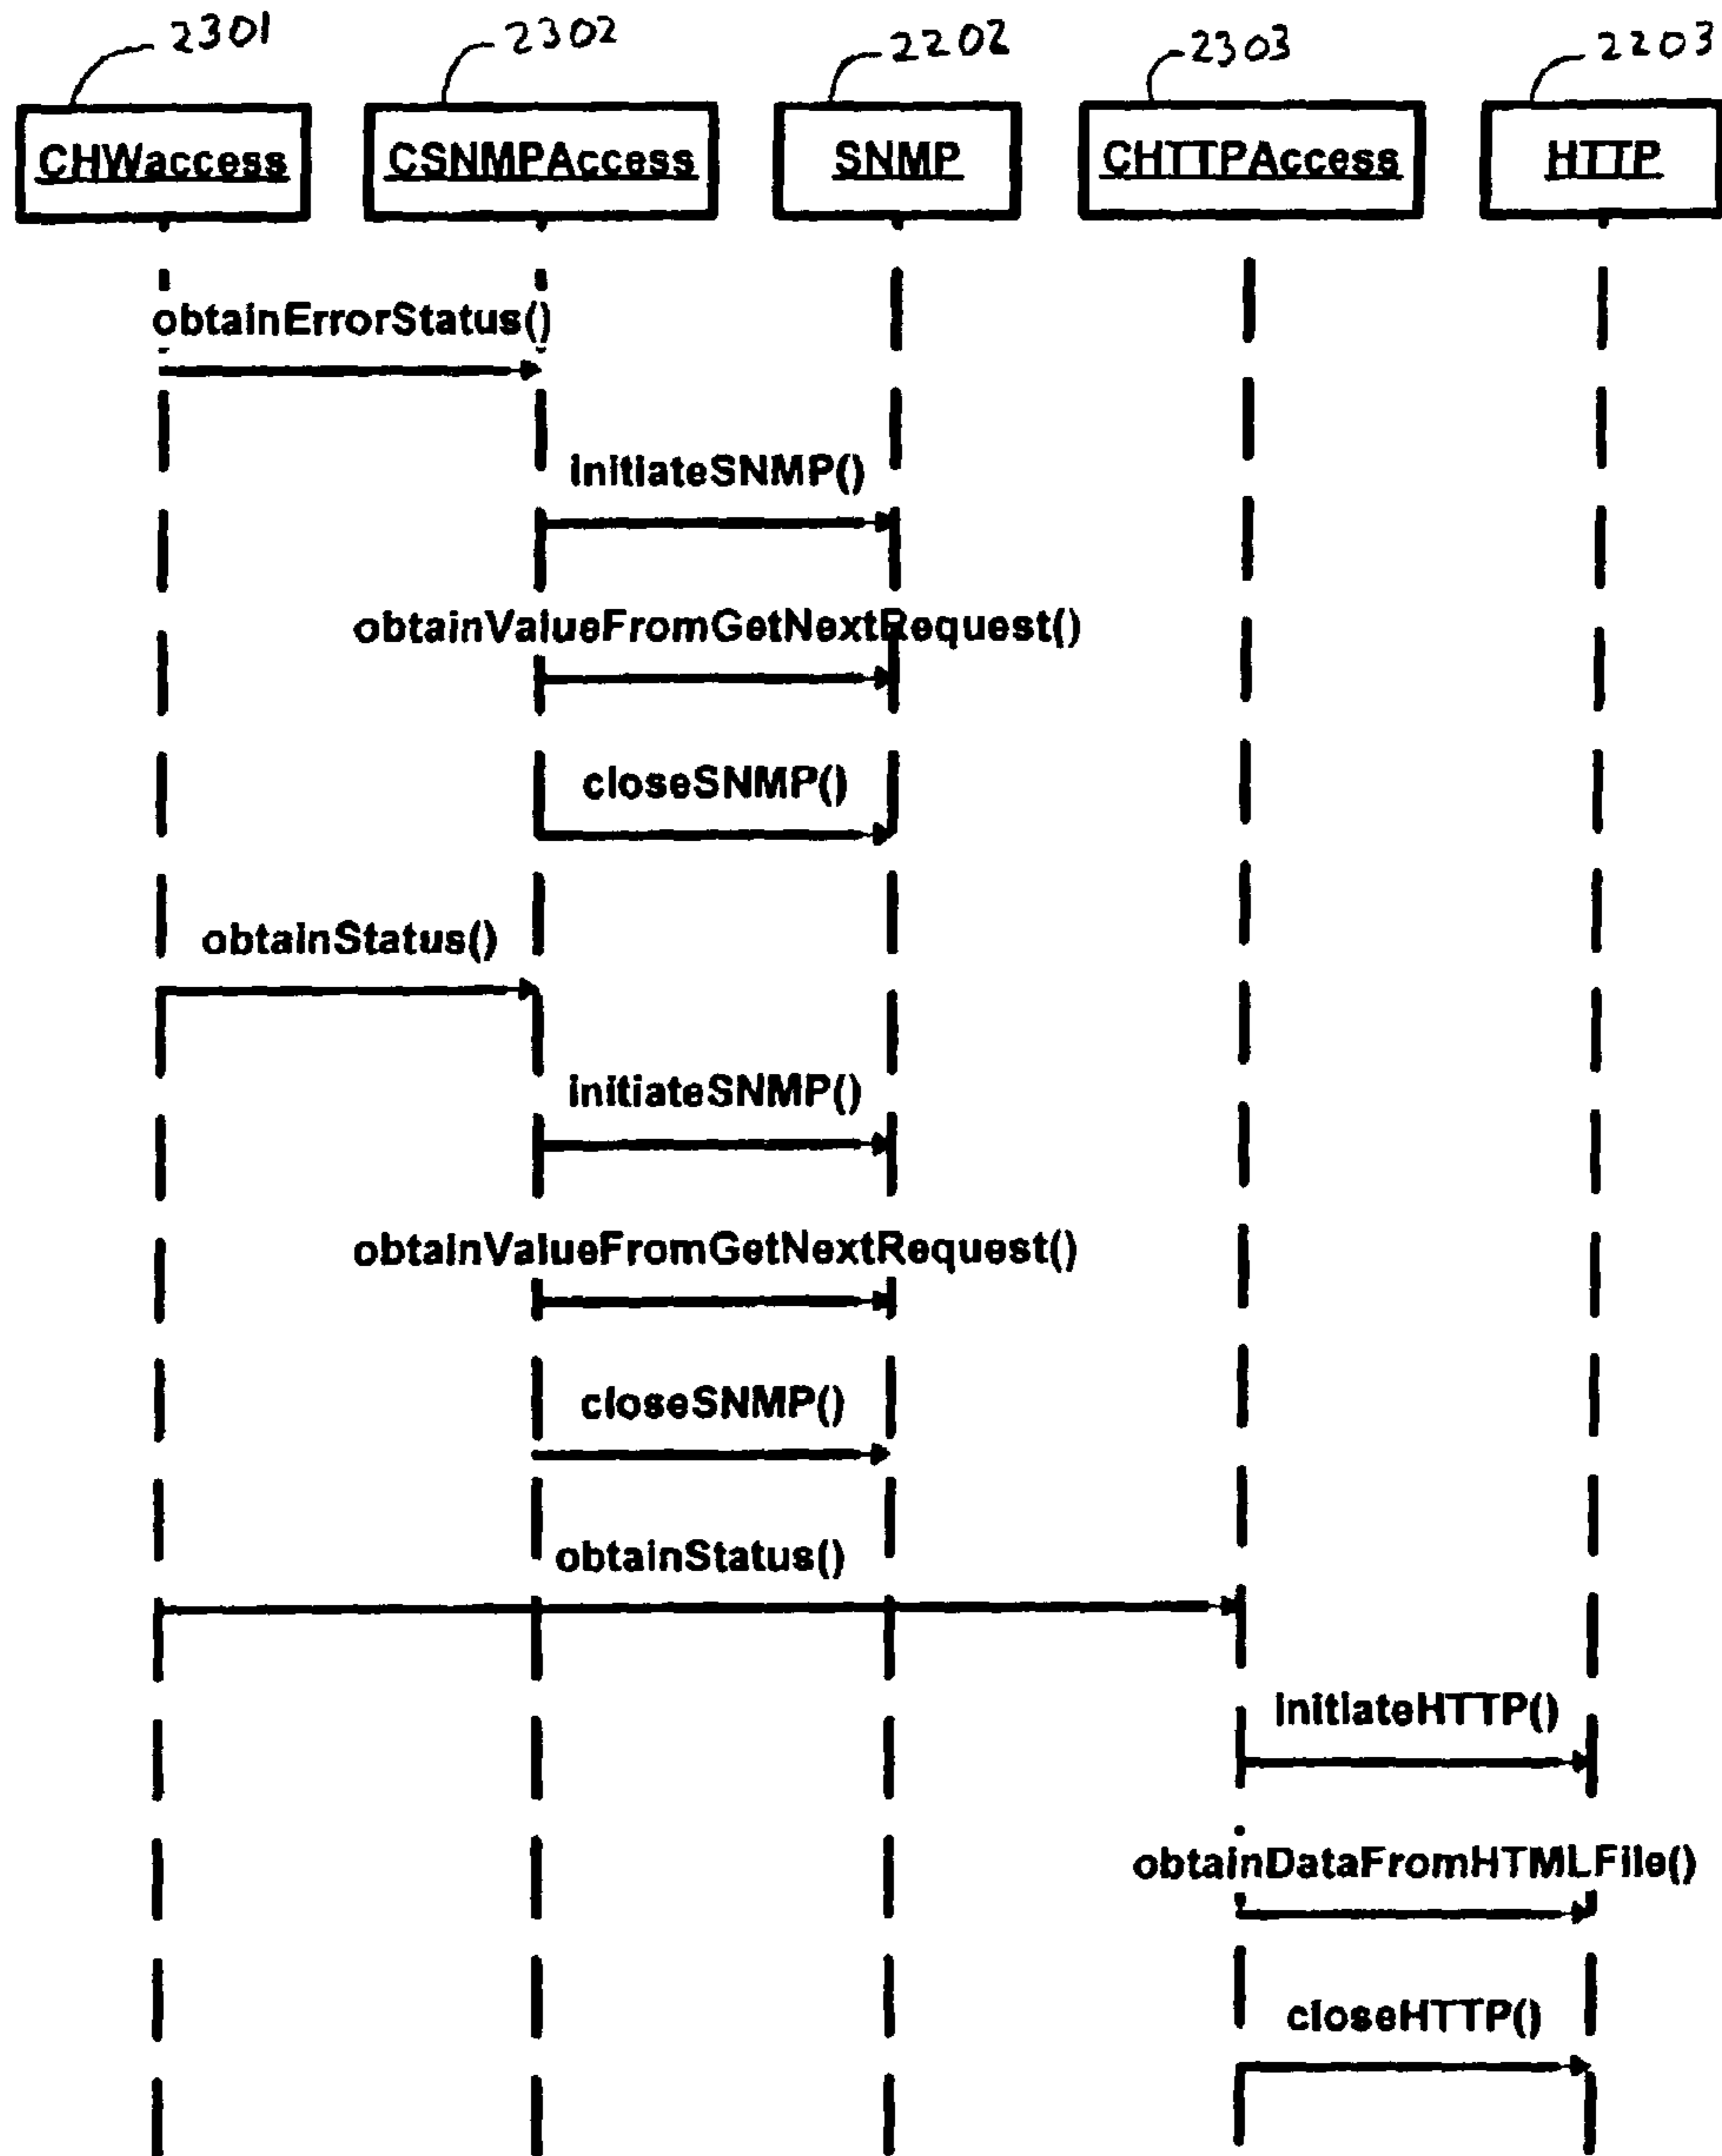 2301 2302 2202 2303 2203
CHWaccess CSNMPAccess SNMP CHTTPAccess HTTP
obtainErrorStatus()
initiateSNMP()
obtainValueFromGetNextRequest()
closeSNMP()
obtainStatus()
initiateSNMP()
obtainValueFromGetNextRequest()
closeSNMP()
obtainStatus()
initiateHTTP()
obtainDataFromHTMLFile()
closeHTTP()